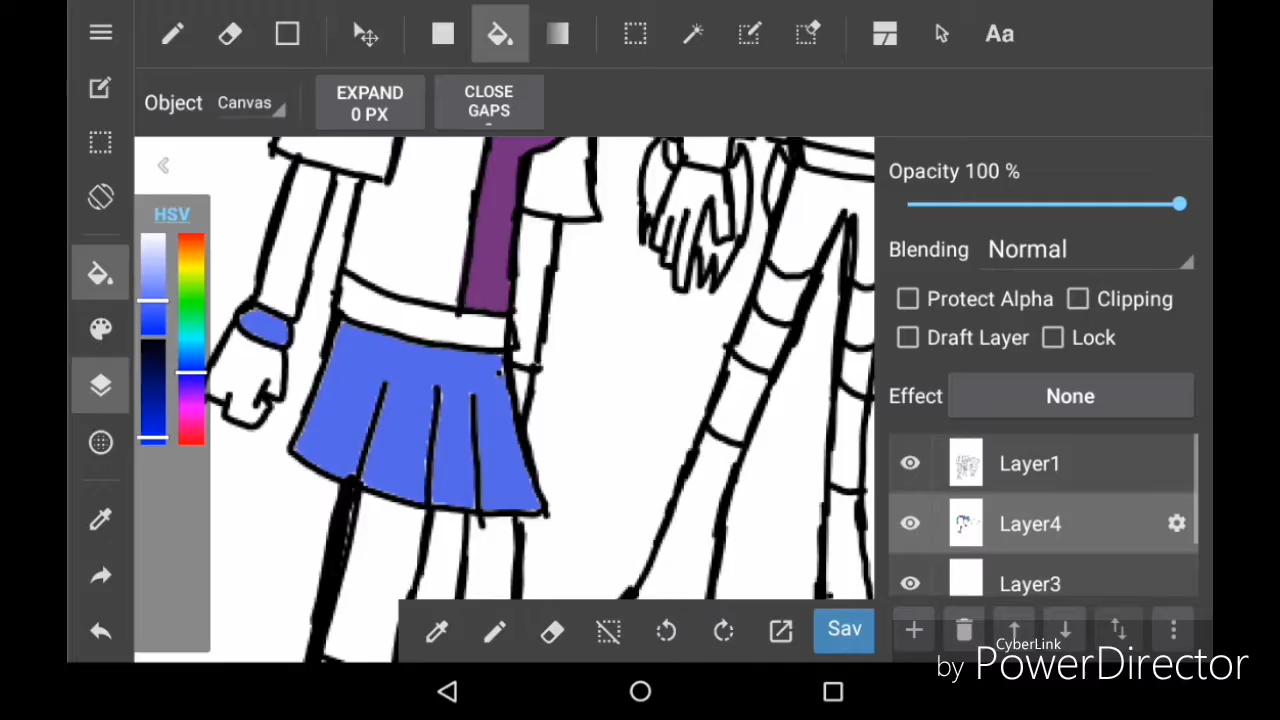 Aa
Object Canvas
EXPAND
0 PX
CLOSE
GAPS
-
HSV
Opacity 100 %
Blending Normal
Protect Alpha Clipping
Draft Layer Lock
Effect None
Layer1
Layer4
Layer3
Sav
CyberLink
by PowerDirector